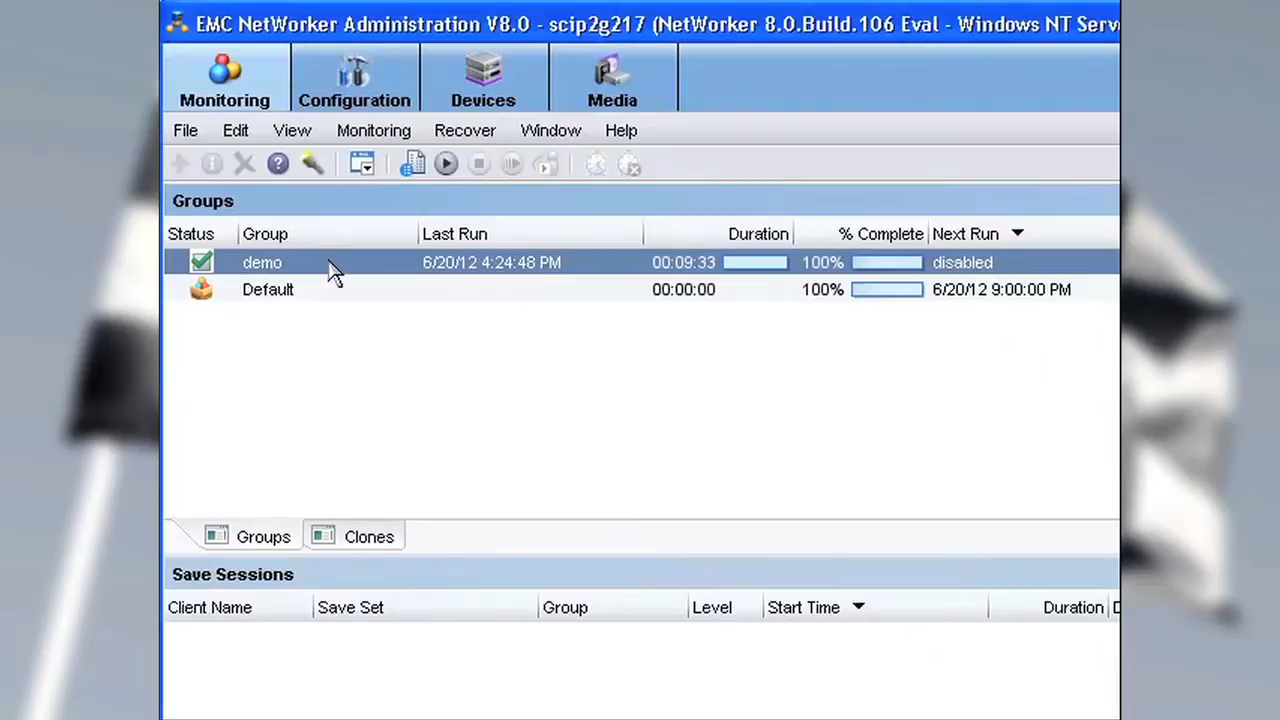 EMC NetWorker Administration V8.0 - scip2g217 (NetWorker 8.0.Build.106 Eval - Windows NT Serv
Monitoring Configuration Devices Media
File Edit View Monitoring Recover Window Help
Groups
Status Group Last Run Duration % Complete Next Run
demo 6/20/12 4:24:48 PM 00:09:33 100% disabled
Default 00:00:00 100% 6/20/12 9:00:00 PM
Groups Clones
Save Sessions
Client Name Save Set Group Level Start Time Duration D